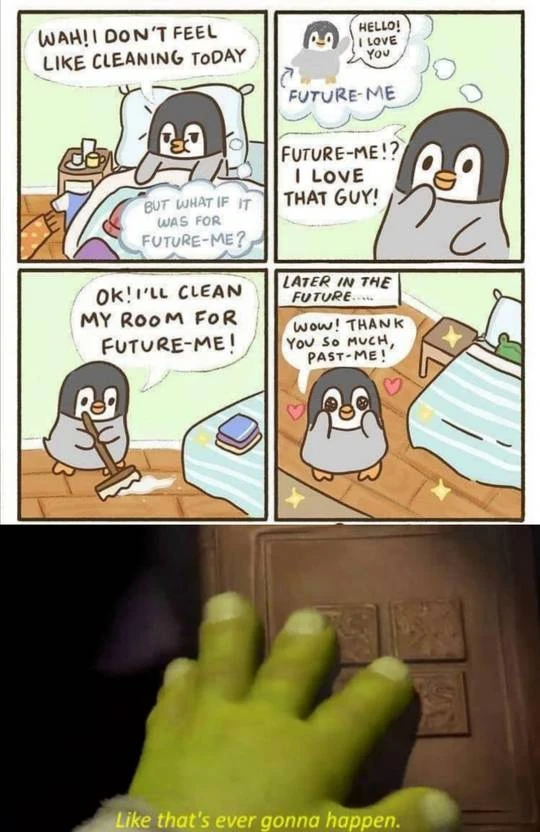 WAH! I DON'T FEEL
LIKE CLEANING TODAY
BUT WHAT IF IT
WAS FOR
FUTURE-ME?
HELLO!
I LOVE
YOU
FUTURE-ME
FUTURE-ME!?
I LOVE
THAT GUY!
OK! I'LL CLEAN
MY ROOM FOR
FUTURE-ME!
LATER IN THE
FUTURE.....
WOW! THANK
YOU SO MUCH,
PAST-ME!
Like that's ever gonna happen.